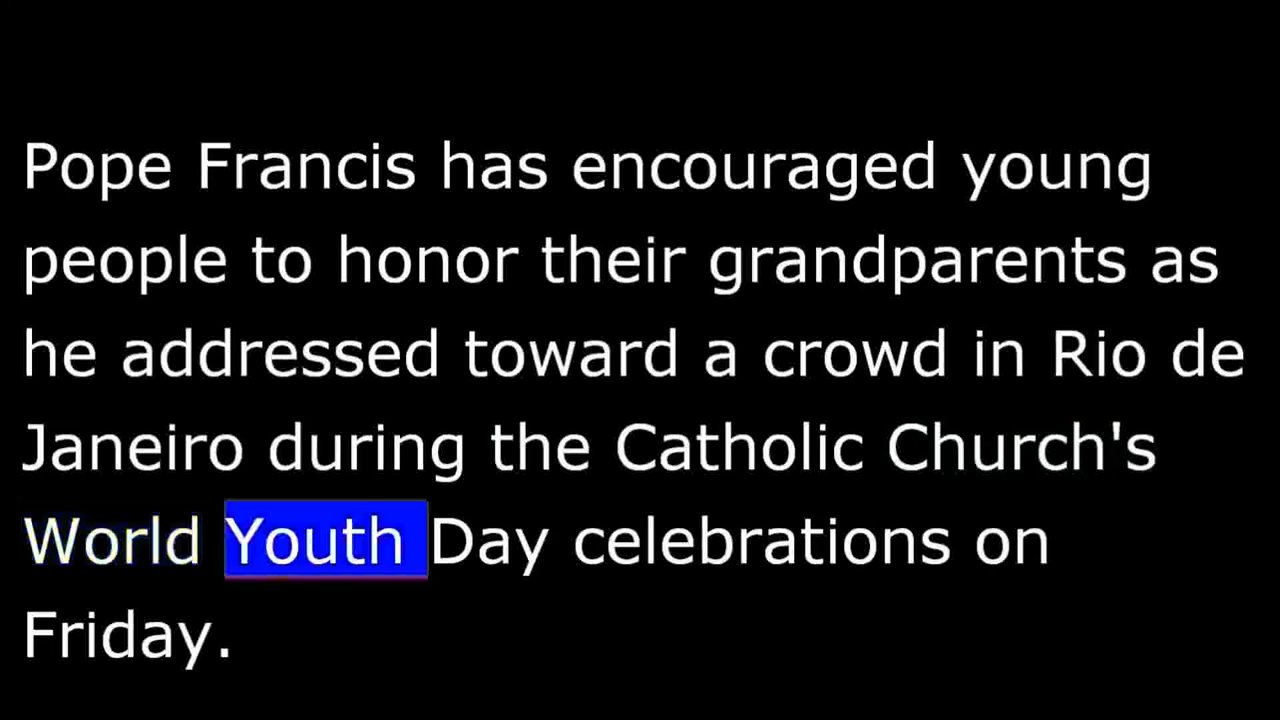 Pope Francis has encouraged young
people to honor their grandparents as
he addressed toward a crowd in Rio de
Janeiro during the Catholic Church's
World Youth Day celebrations on
Friday.